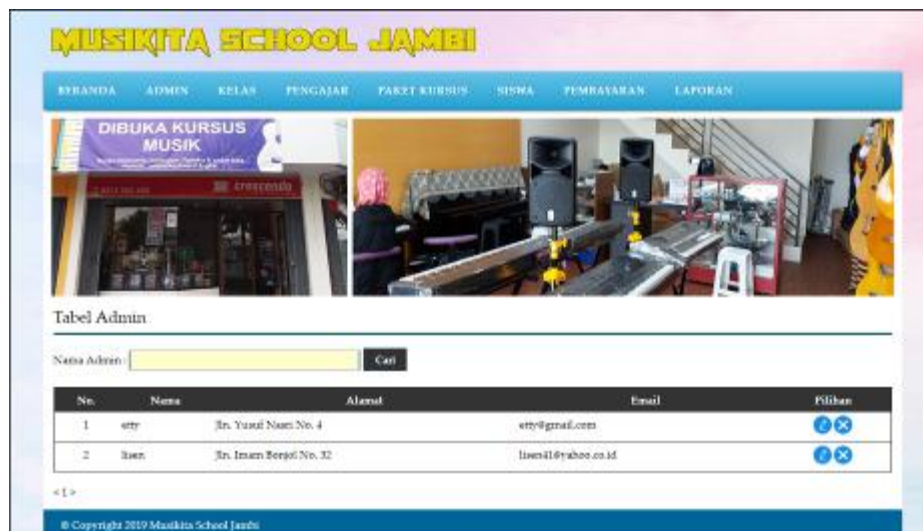 MUSIKITA SCHOOL JAMBI
BERANDA ADMIN KELAS PENGAJAR PAKET KURSUS SISWA PEMBAYARAN LAPORAN
DIBUKA KURSUS
MUSIK
crescendo
Tabel Admin
Nama Admin : Cari
No. Nama Alamat Email Pilihan
1 etty Jln. Yusuf Nasri No. 4 etty@gmail.com
2 lisen Jln. Imam Bonjol No. 32 lisen41@yahoo.co.id
< 1 >
© Copyright 2019 Musikita School Jambi